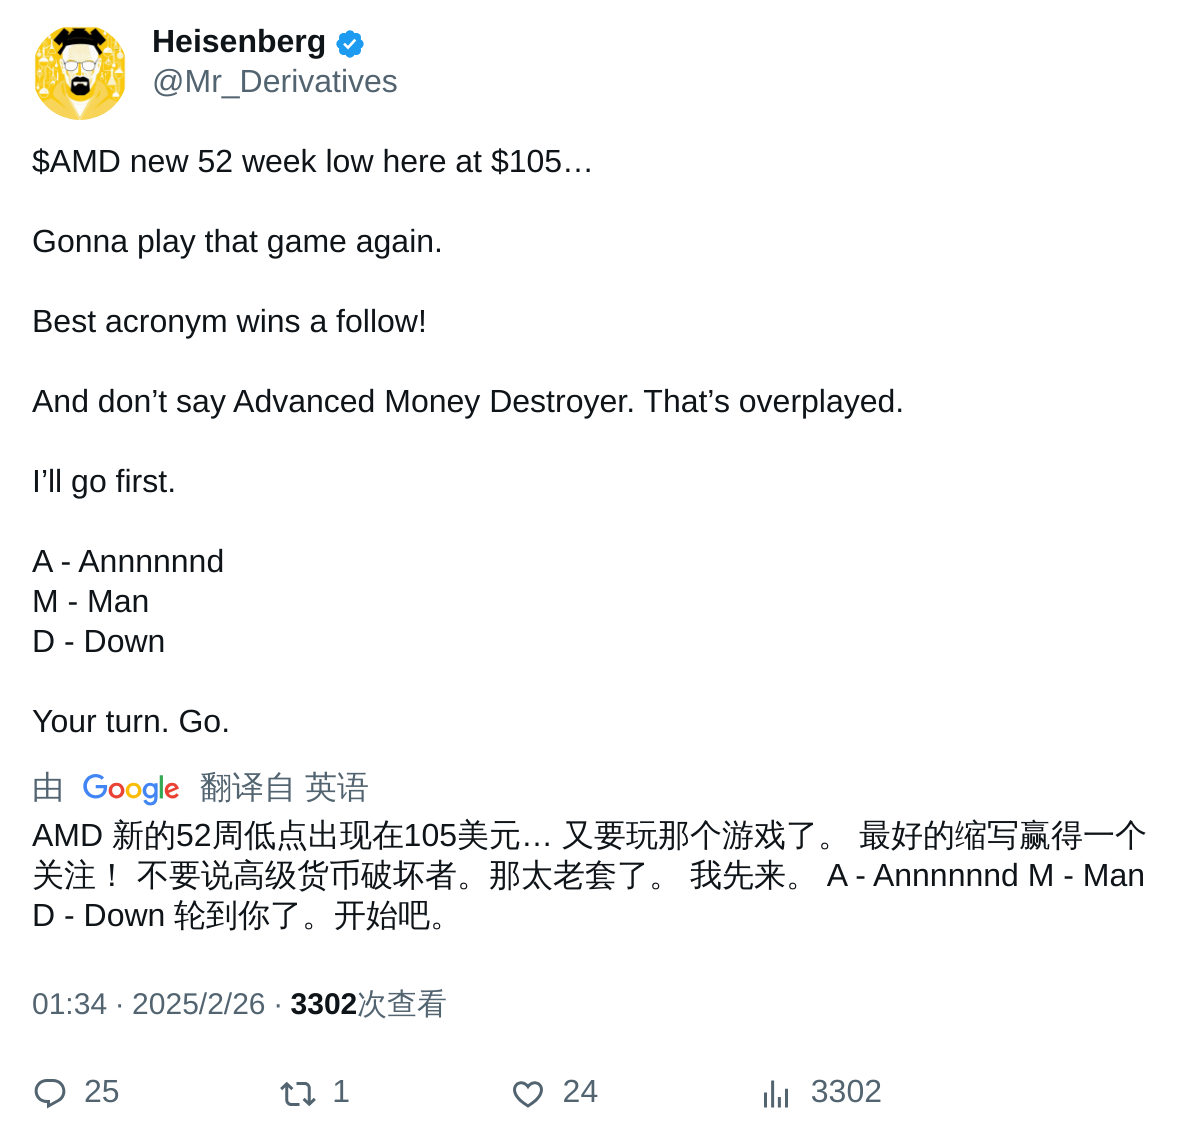 Heisenberg
@Mr_Derivatives
$AMD new 52 week low here at $105…
Gonna play that game again.
Best acronym wins a follow!
And don’t say Advanced Money Destroyer. That’s overplayed.
I’ll go first.
A - Annnnnnd
M - Man
D - Down
Your turn. Go.
由 Google 翻译自 英语
AMD 新的52周低点出现在105美元… 又要玩那个游戏了。 最好的缩写赢得一个
关注！ 不要说高级货币破坏者。那太老套了。 我先来。 A - Annnnnnd M - Man
D - Down 轮到你了。开始吧。
01:34 · 2025/2/26 · 3302次查看
25 1 24 3302